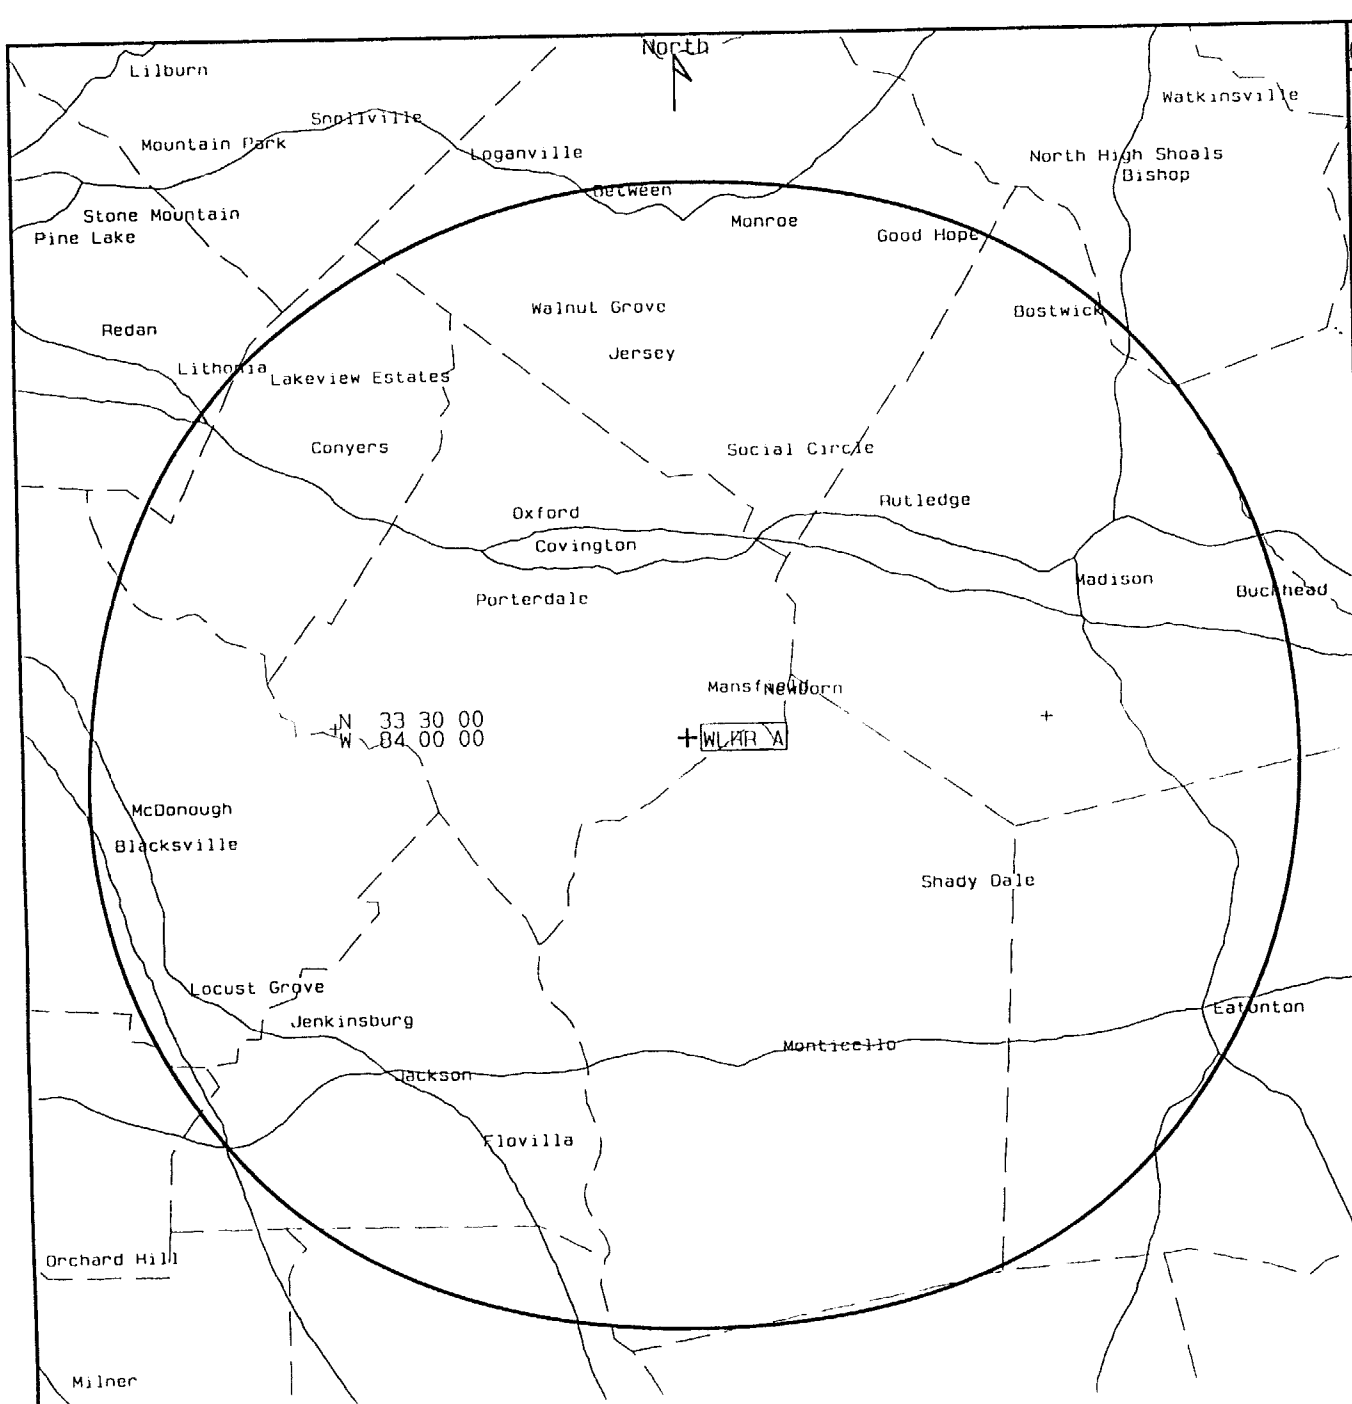 North
Lilburn
Watkinsville
Snellville
Mountain Park
Loganville
North High Shoals
Bishop
Between
Stone Mountain
Monroe
Pine Lake
Good Hope
Walnut Grove
Bostwick
Redan
Jersey
Lithonia
Lakeview Estates
Conyers
Social Circle
Rutledge
Oxford
Covington
Madison
Buckhead
Porterdale
Mansfield
Newborn
N 33 30 00
W 84 00 00
A
McDonough
Blacksville
Shady Dale
Locust Grove
Eatonton
Jenkinsburg
Monticello
Jackson
Flovilla
Orchard Hill
Milner